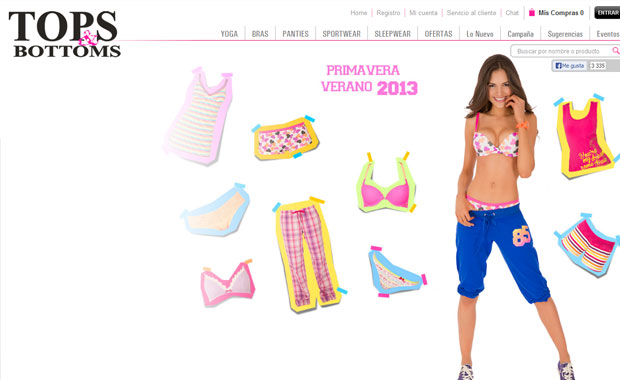 TOPS
&
BOTTOMS
Home | Registro | Mi cuenta | Servicio al cliente | Chat | Mis Compras 0 ENTRAR
YOGA | BRAS | PANTIES | SPORTWEAR | SLEEPWEAR | OFERTAS | Lo Nuevo | Campaña | Sugerencias | Eventos
Buscar por nombre o producto
Me gusta 3 335
PRIMAVERA
VERANO 2013
85